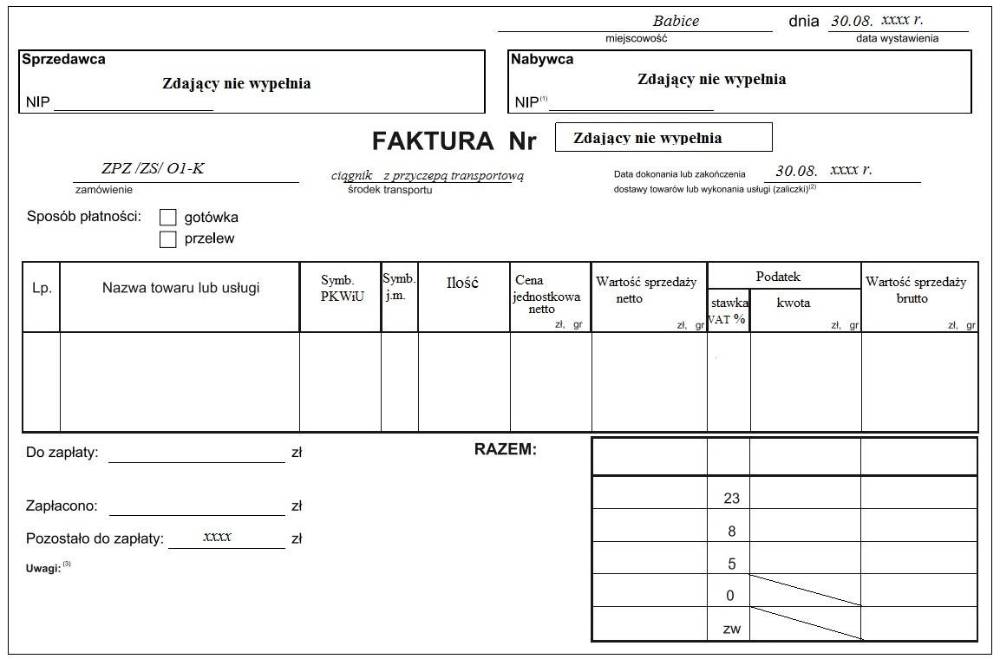 Babice dnia 30.08. xxxx r.
miejscowość data wystawienia
Sprzedawca
Zdający nie wypełnia
NIP
Nabywca
Zdający nie wypełnia
NIP(1)
FAKTURA Nr Zdający nie wypełnia
ZPZ /ZS/ O1-K
zamówienie
ciągnik z przyczepą transportową
środek transportu
Data dokonania lub zakończenia 30.08. xxxx r.
dostawy towarów lub wykonania usługi (zaliczki)(2)
Sposób płatności: gotówka
przelew
Lp.
Nazwa towaru lub usługi
Symb.
PKWiU
Symb.
j.m.
Ilość
Cena
jednostkowa
netto
zł, gr
Wartość sprzedaży
netto
zł, gr
Podatek
stawka
VAT %
kwota
zł, gr
Wartość sprzedaży
brutto
zł, gr
Do zapłaty: zł
RAZEM:
Zapłacono: zł
Pozostało do zapłaty: xxxx zł
Uwagi: (3)
23
8
5
0
zw